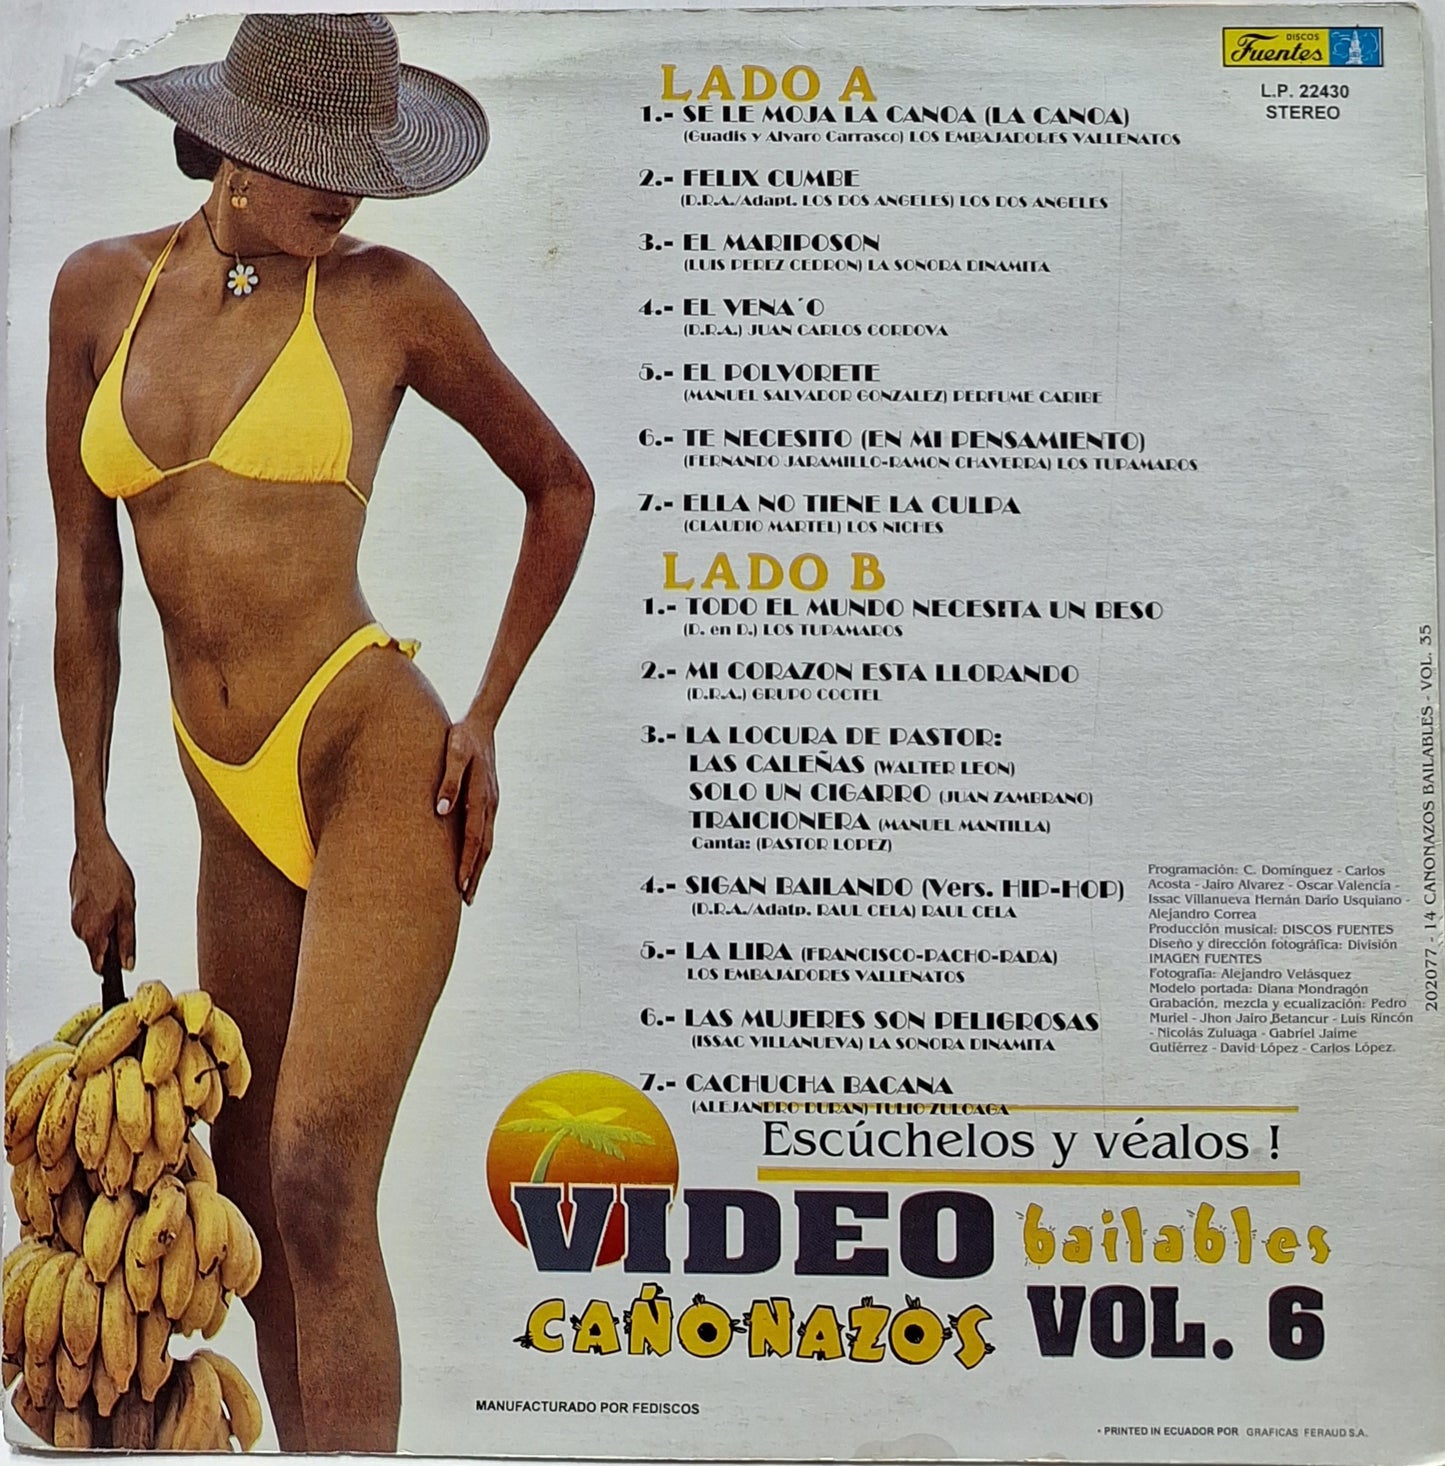 DISCOS
Fuentes
L.P. 22430
STEREO
LADO A
1.- SE LE MOJA LA CANOA (LA CANOA)
(Guadis y Alvaro Carrasco) LOS EMBAJADORES VALLENATOS
2.- FELIX CUMBE
(D.R.A./Adapt. LOS DOS ANGELES) LOS DOS ANGELES
3.- EL MARIPOSON
(LUIS PEREZ CEDRON) LA SONORA DINAMITA
4.- EL VENA´O
(D.R.A.) JUAN CARLOS CORDOVA
5.- EL POLVORETE
(MANUEL SALVADOR GONZALEZ) PERFUME CARIBE
6.- TE NECESITO (EN MI PENSAMIENTO)
(FERNANDO JARAMILLO-RAMON CHAVERRA) LOS TUPAMAROS
7.- ELLA NO TIENE LA CULPA
(CLAUDIO MARTEL) LOS NICHES
LADO B
1.- TODO EL MUNDO NECESITA UN BESO
(D. en D.) LOS TUPAMAROS
2.- MI CORAZON ESTA LLORANDO
(D.R.A.) GRUPO COCTEL
3.- LA LOCURA DE PASTOR:
LAS CALEÑAS (WALTER LEON)
SOLO UN CIGARRO (JUAN ZAMBRANO)
TRAICIONERA (MANUEL MANTILLA)
Canta: (PASTOR LOPEZ)
4.- SIGAN BAILANDO (Vers. HIP-HOP)
(D.R.A./Adatp. RAUL CELA) RAUL CELA
5.- LA LIRA (FRANCISCO-PACHO-RADA)
LOS EMBAJADORES VALLENATOS
6.- LAS MUJERES SON PELIGROSAS
(ISSAC VILLANUEVA) LA SONORA DINAMITA
7.- CACHUCHA BACANA
(ALEJANDRO DURAN) TULIO ZULOAGA
Programación: C. Domínguez - Carlos
Acosta - Jairo Alvarez - Oscar Valencia -
Issac Villanueva Hernán Darío Usquiano -
Alejandro Correa
Producción musical: DISCOS FUENTES
Diseño y dirección fotográfica: División
IMAGEN FUENTES
Fotografía: Alejandro Velásquez
Modelo portada: Diana Mondragón
Grabación, mezcla y ecualización: Pedro
Muriel - Jhon Jairo Betancur - Luis Rincón
- Nicolás Zuluaga - Gabriel Jaime
Gutiérrez - David López - Carlos López.
202077 - 14 CAÑONAZOS BAILABLES - VOL. 35
Escúchelos y véalos !
VIDEO bailables
CAÑONAZOS VOL. 6
MANUFACTURADO POR FEDISCOS
• PRINTED IN ECUADOR POR GRAFICAS FERAUD S.A.